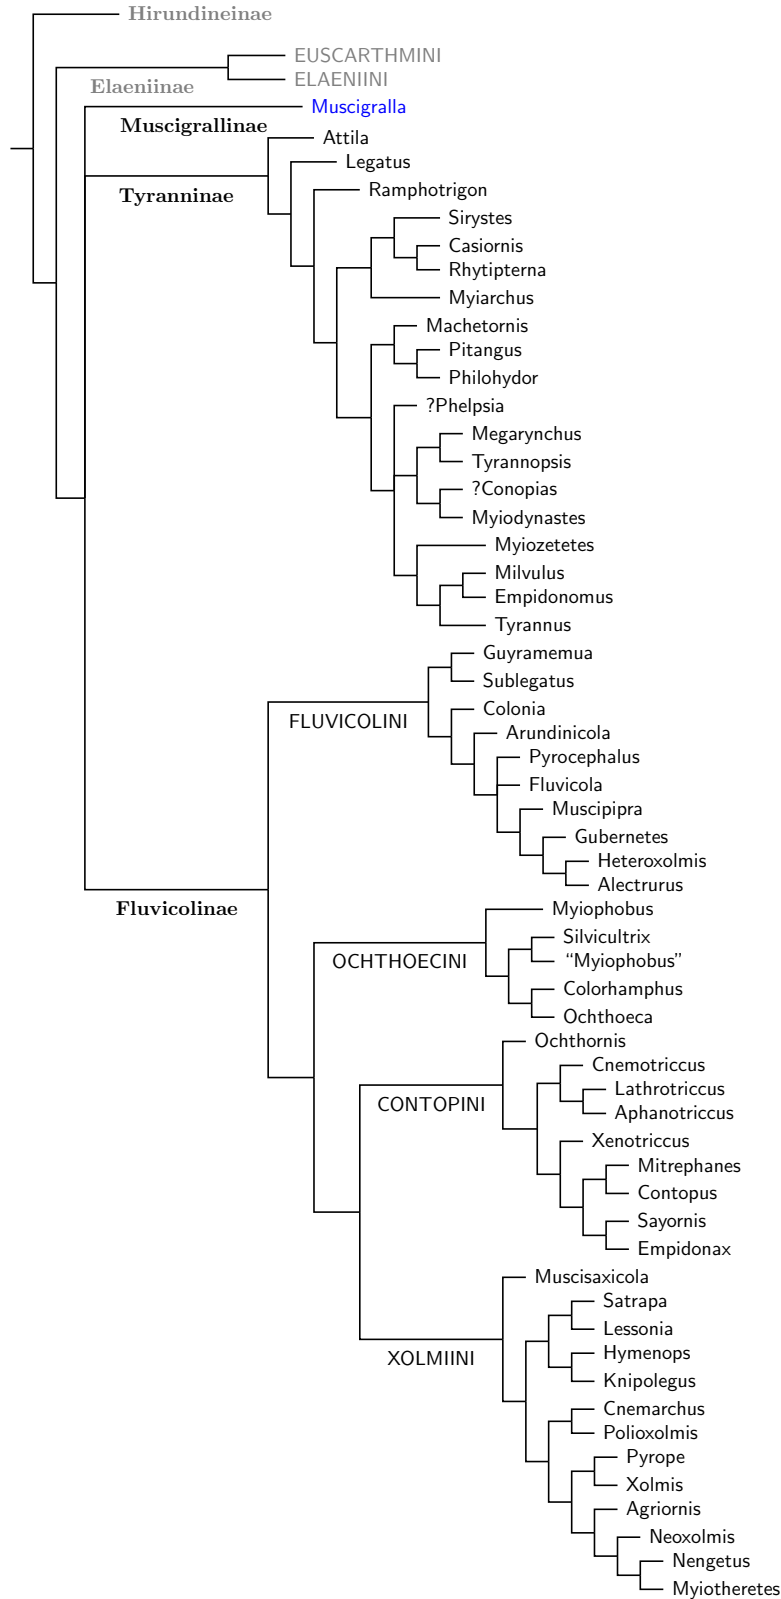 Hirundineinae
EUSCARTHMINI
ELAENIINI
Elaeniinae
Muscigralla
Muscigrallinae
Attila
Legatus
Ramphotrigon
Tyranninae
Sirystes
Casiornis
Rhytipterna
Myiarchus
Machetornis
Pitangus
Philohydor
?Phelpsia
Megarynchus
Tyrannopsis
?Conopias
Myiodynastes
Myiozetetes
Milvulus
Empidonomus
Tyrannus
Guyramemua
Sublegatus
Colonia
FLUVICOLINI
Arundinicola
Pyrocephalus
Fluvicola
Muscipipra
Gubernetes
Heteroxolmis
Alectrurus
Fluvicolinae
Myiophobus
Silvicultrix
“Myiophobus”
OCHTHOECINI
Colorhamphus
Ochthoeca
Ochthornis
Cnemotriccus
Lathrotriccus
CONTOPINI
Aphanotriccus
Xenotriccus
Mitrephanes
Contopus
Sayornis
Empidonax
Muscisaxicola
Satrapa
Lessonia
Hymenops
XOLMIINI
Knipolegus
Cnemarchus
Polioxolmis
Pyrope
Xolmis
Agriornis
Neoxolmis
Nengetus
Myiotheretes